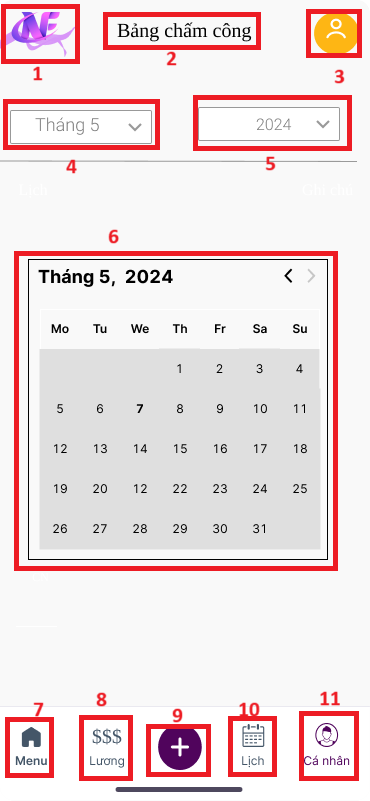 NF
1
Bảng chấm công
2
3
Tháng 5
4
2024
5
Lịch
Ghi chú
6
Tháng 5, 2024
Mo Tu We Th Fr Sa Su
1 2 3 4
5 6 7 8 9 10 11
12 13 14 15 16 17 18
19 20 12 22 23 24 25
26 27 28 29 30 31
7 8 9 10 11
$$$
Menu Lương + Lịch Cá nhân